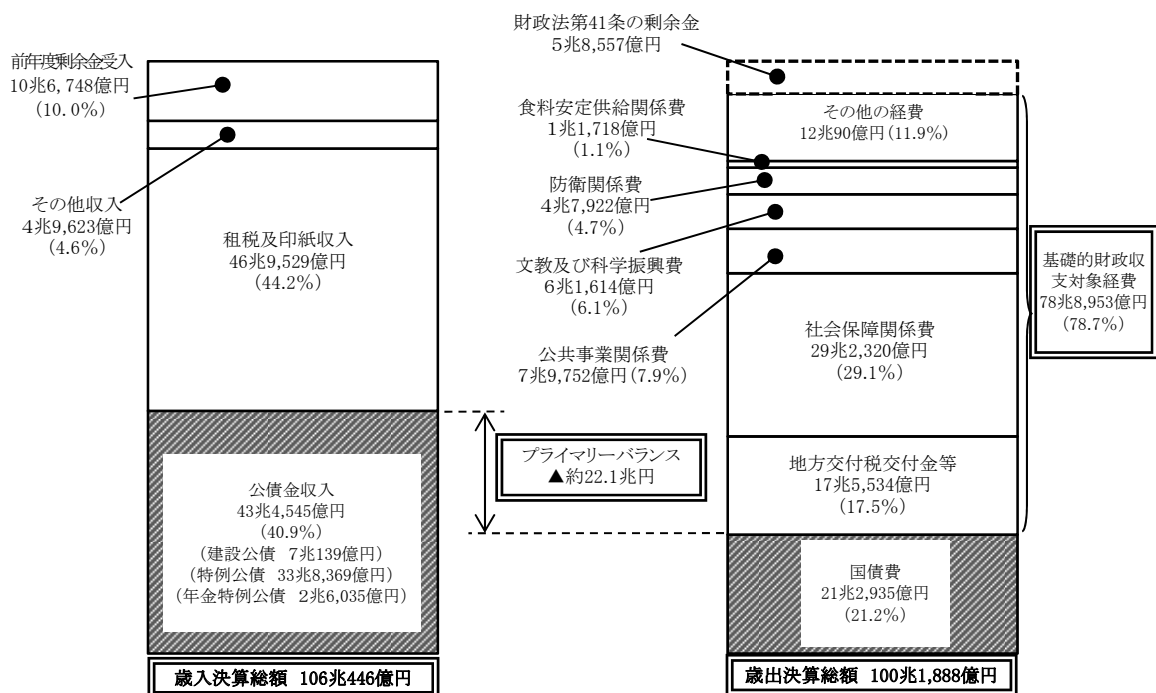 前年度剰余金受入
10兆6,748億円
(10.0%)
その他収入
4兆9,623億円
(4.6%)
租税及印紙収入
46兆9,529億円
(44.2%)
公債金収入
43兆4,545億円
(40.9%)
(建設公債 7兆139億円)
(特例公債 33兆8,369億円)
(年金特例公債 2兆6,035億円)
歳入決算総額 106兆446億円
プライマリーバランス
▲約22.1兆円
財政法第41条の剰余金
5兆8,557億円
食料安定供給関係費
1兆1,718億円
(1.1%)
防衛関係費
4兆7,922億円
(4.7%)
文教及び科学振興費
6兆1,614億円
(6.1%)
公共事業関係費
7兆9,752億円(7.9%)
その他の経費
12兆90億円(11.9%)
社会保障関係費
29兆2,320億円
(29.1%)
地方交付税交付金等
17兆5,534億円
(17.5%)
国債費
21兆2,935億円
(21.2%)
歳出決算総額 100兆1,888億円
基礎的財政収
支対象経費
78兆8,953億円
(78.7%)